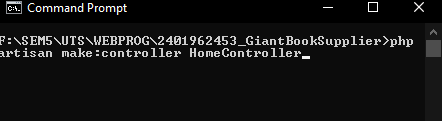 Command Prompt
F:\SEM5\UTS\WEBPROG\2401962453_GiantBookSupplier>php
artisan make:controller HomeController